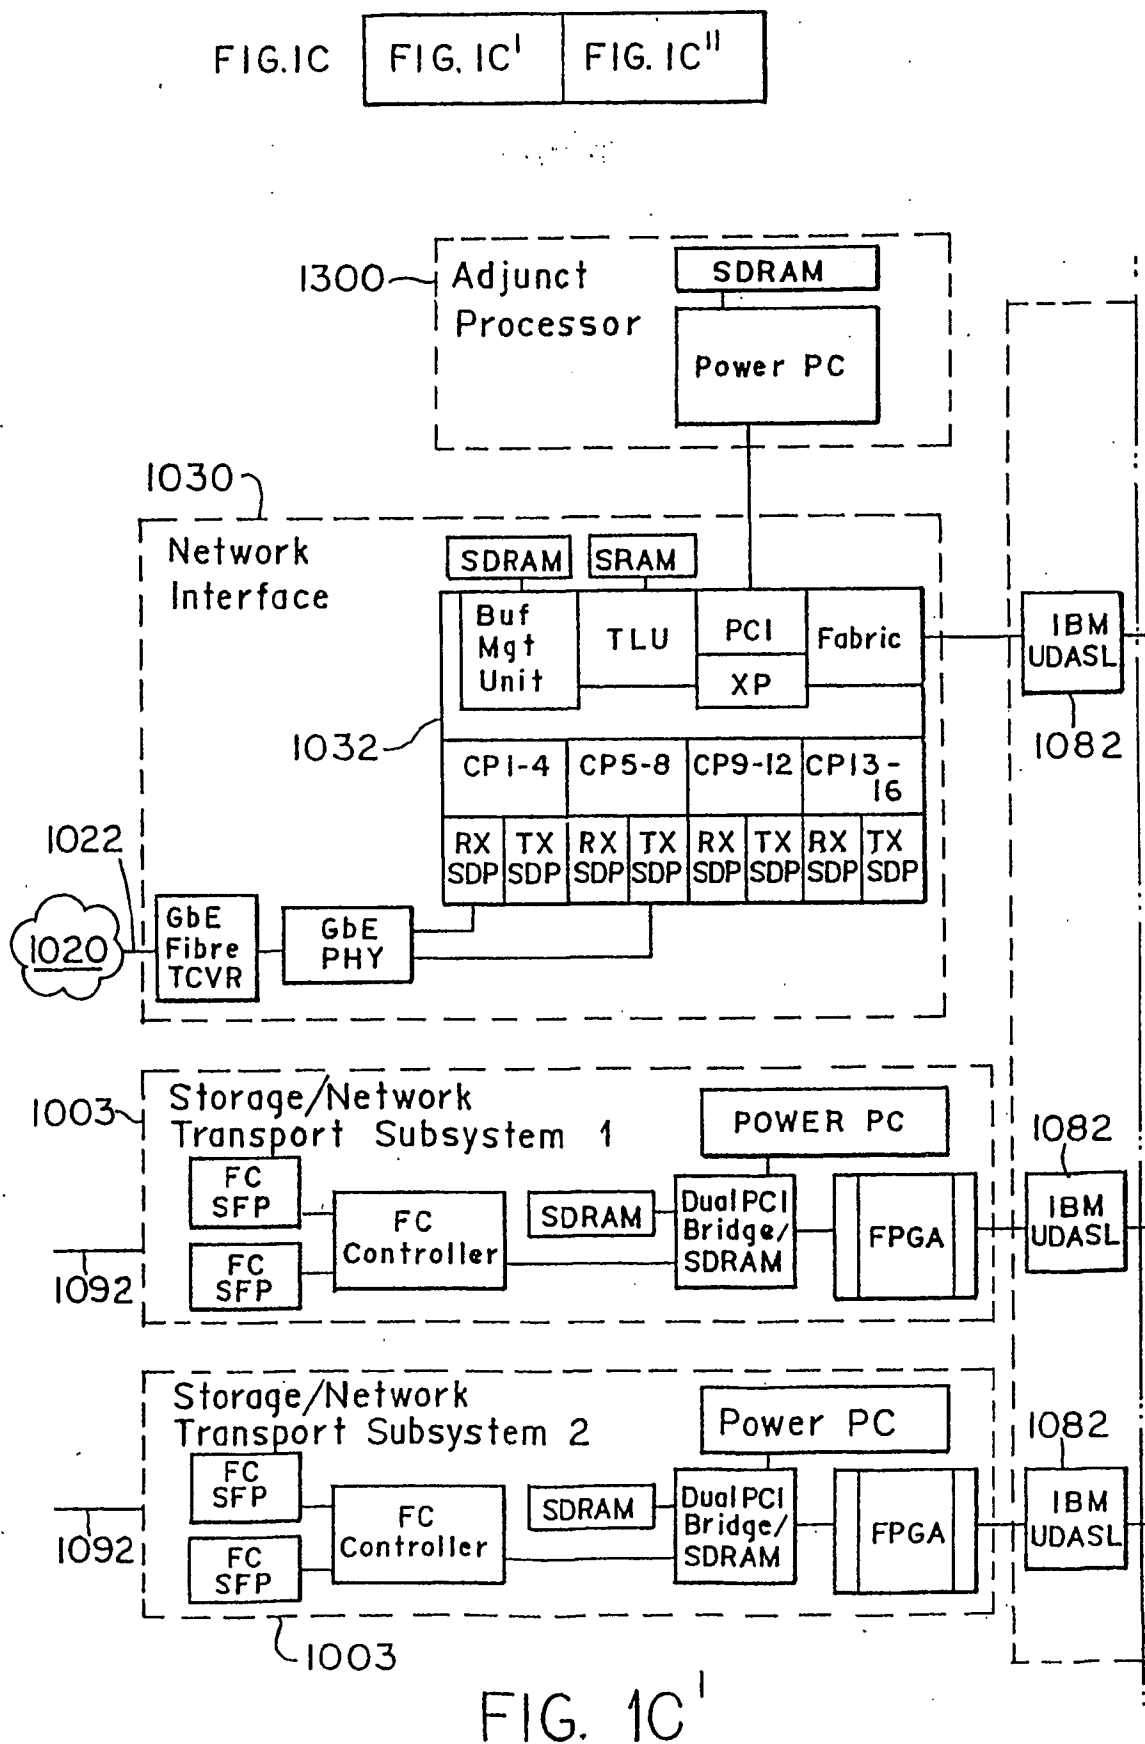 FIG.1C
FIG. 1C'
FIG. 1C"
1300
Adjunct
Processor
SDRAM
Power PC
1030
Network
Interface
SDRAM
SRAM
Buf
Mgt
Unit
TLU
PCI
XP
Fabric
IBM
UDASL
1082
1032
CP1-4
CP5-8
CP9-12
CP13-
16
RX
SDP
TX
SDP
RX
SDP
TX
SDP
RX
SDP
TX
SDP
RX
SDP
TX
SDP
1022
1020
GbE
Fibre
TCVR
GbE
PHY
1003
Storage/Network
Transport Subsystem 1
POWER PC
FC
SFP
FC
SFP
FC
Controller
SDRAM
Dual PCI
Bridge/
SDRAM
FPGA
1082
IBM
UDASL
1092
Storage/Network
Transport Subsystem 2
Power PC
FC
SFP
FC
SFP
FC
Controller
SDRAM
Dual PCI
Bridge/
SDRAM
FPGA
1082
IBM
UDASL
1092
1003
FIG. 1C'